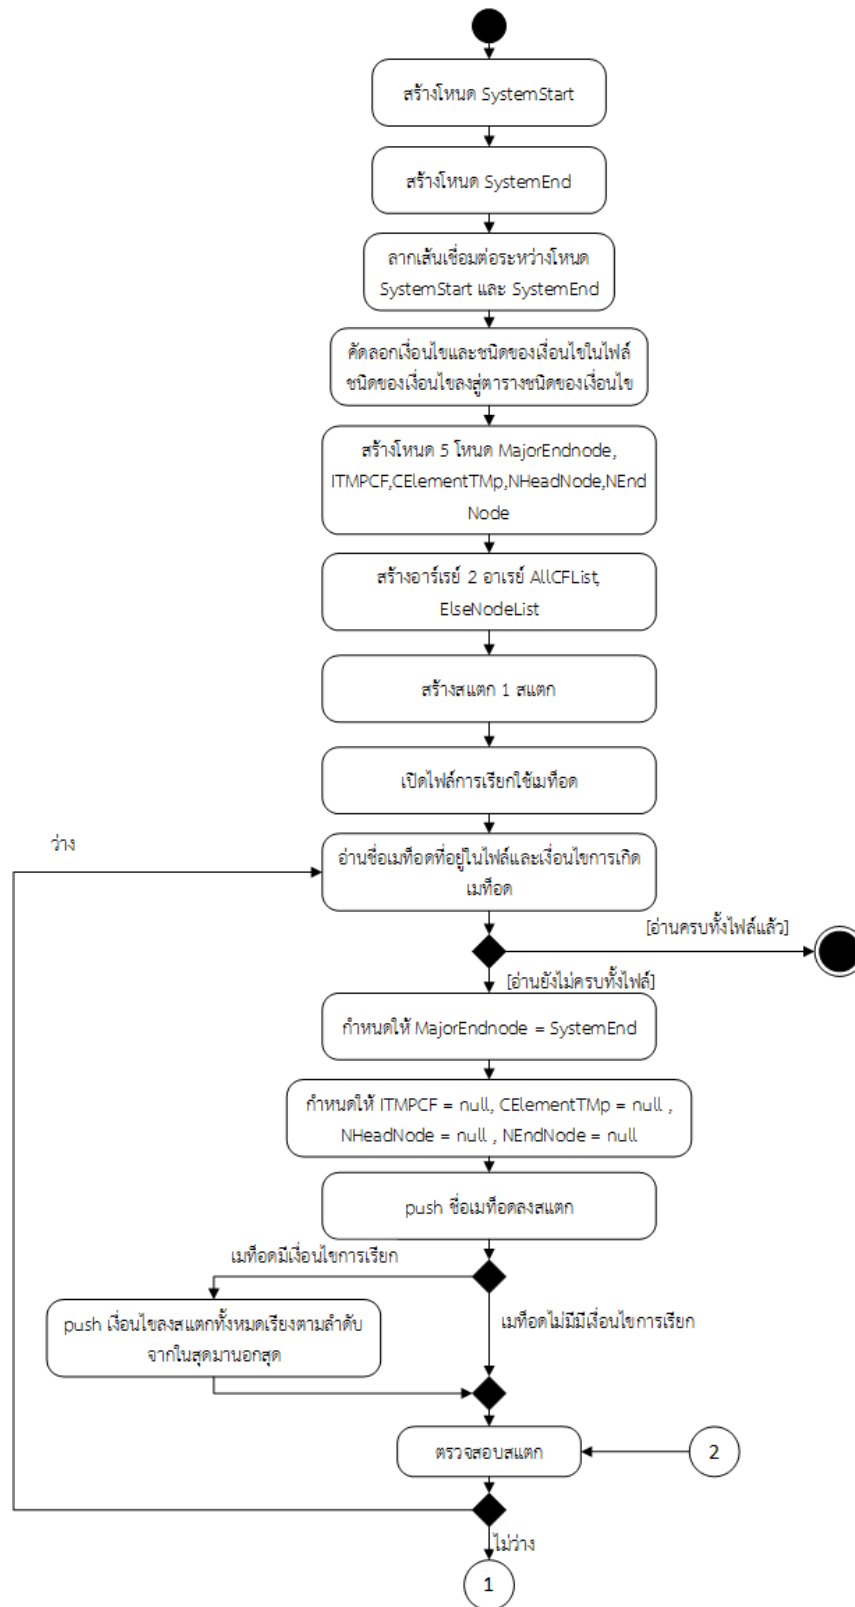 สร้างโหนด SystemStart
สร้างโหนด SystemEnd
ลากเส้นเชื่อมต่อระหว่างโหนด
SystemStart และ SystemEnd
คัดลอกเงื่อนไขและชนิดของเงื่อนไขในไฟล์
ชนิดของเงื่อนไขลงสู่ตารางชนิดของเงื่อนไข
สร้างโหนด 5 โหนด MajorEndnode,
ITMPCF,CElementTMp,NHeadNode,NEnd
Node
สร้างอาร์เรย์ 2 อาเรย์ AllCFList,
ElseNodeList
สร้างสแตก 1 สแตก
เปิดไฟล์การเรียกใช้เมท็อด
ว่าง
อ่านชื่อเมท็อดที่อยู่ในไฟล์และเงื่อนไขการเกิด
เมท็อด
[อ่านครบทั้งไฟล์แล้ว]
[อ่านยังไม่ครบทั้งไฟล์]
กำหนดให้ MajorEndnode = SystemEnd
กำหนดให้ ITMPCF = null, CElementTMp = null ,
NHeadNode = null , NEndNode = null
push ชื่อเมท็อดลงสแตก
เมท็อดมีเงื่อนไขการเรียก
push เงื่อนไขลงสแตกทั้งหมดเรียงตามลำดับ
จากในสุดมานอกสุด
เมท็อดไม่มีมีเงื่อนไขการเรียก
ตรวจสอบสแตก
2
ไม่ว่าง
1